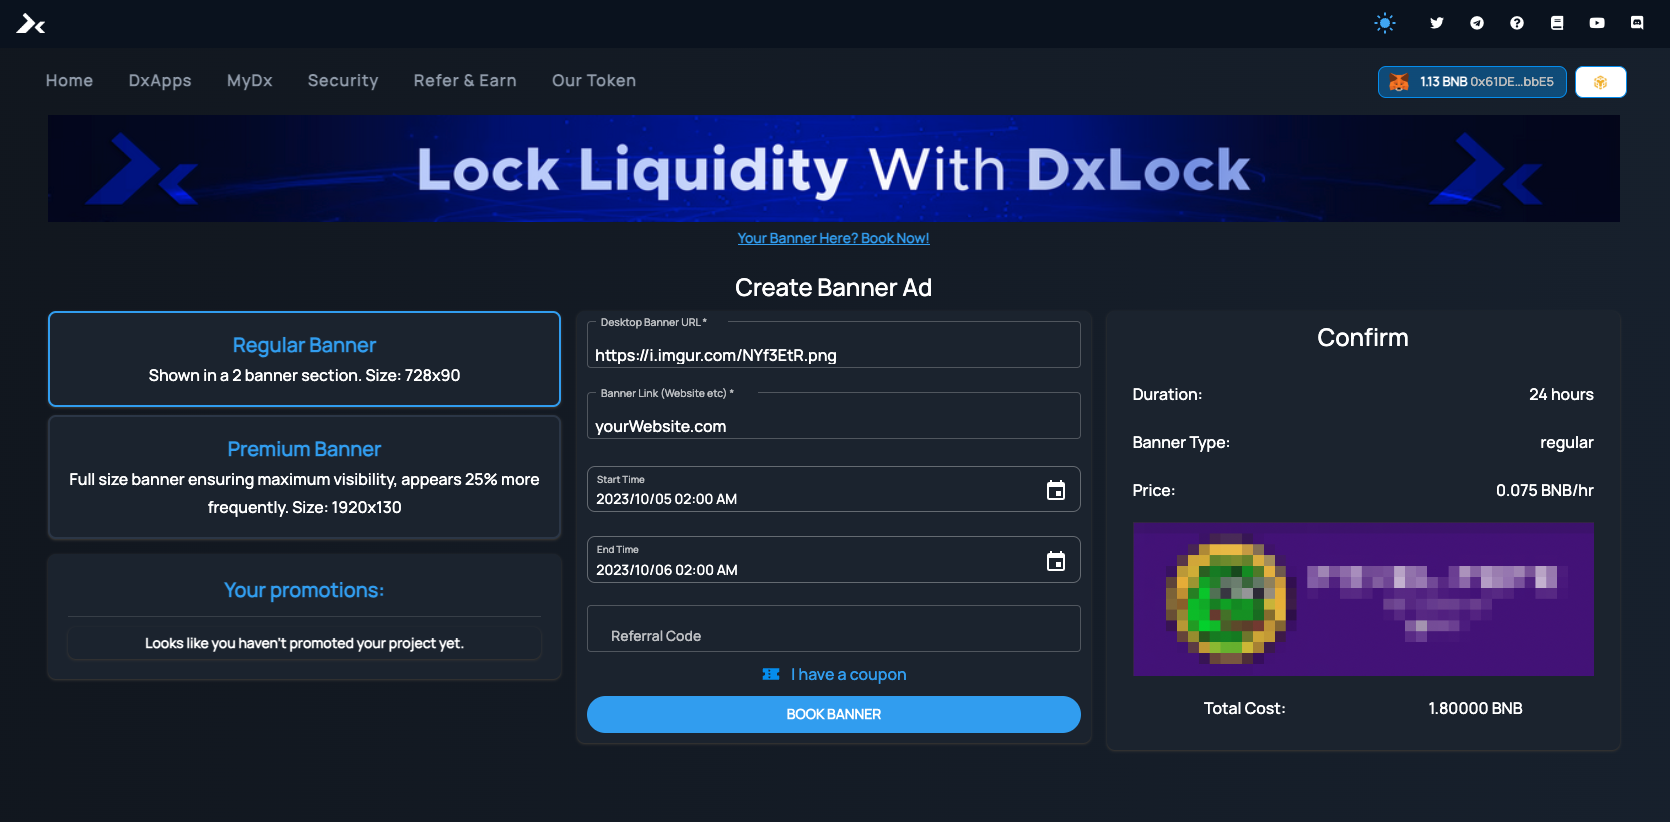 Home DxApps MyDx Security Refer & Earn Our Token
1.13 BNB 0x61DE...bbE5
Lock Liquidity With DxLock
Your Banner Here? Book Now!
Create Banner Ad
Regular Banner
Shown in a 2 banner section. Size: 728x90
Premium Banner
Full size banner ensuring maximum visibility, appears 25% more
frequently. Size: 1920x130
Your promotions:
Looks like you haven't promoted your project yet.
Desktop Banner URL *
https://i.imgur.com/NYf3EtR.png
Banner Link (Website etc) *
yourWebsite.com
Start Time
2023/10/05 02:00 AM
End Time
2023/10/06 02:00 AM
Referral Code
I have a coupon
BOOK BANNER
Confirm
Duration: 24 hours
Banner Type: regular
Price: 0.075 BNB/hr
Total Cost: 1.80000 BNB